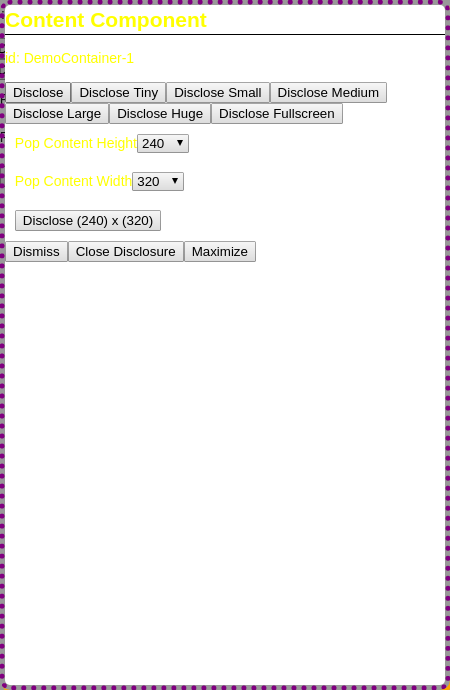 Content Component
id: DemoContainer-1
Disclose Disclose Tiny Disclose Small Disclose Medium
Disclose Large Disclose Huge Disclose Fullscreen
Pop Content Height 240
Pop Content Width 320
Disclose (240) x (320)
Dismiss Close Disclosure Maximize